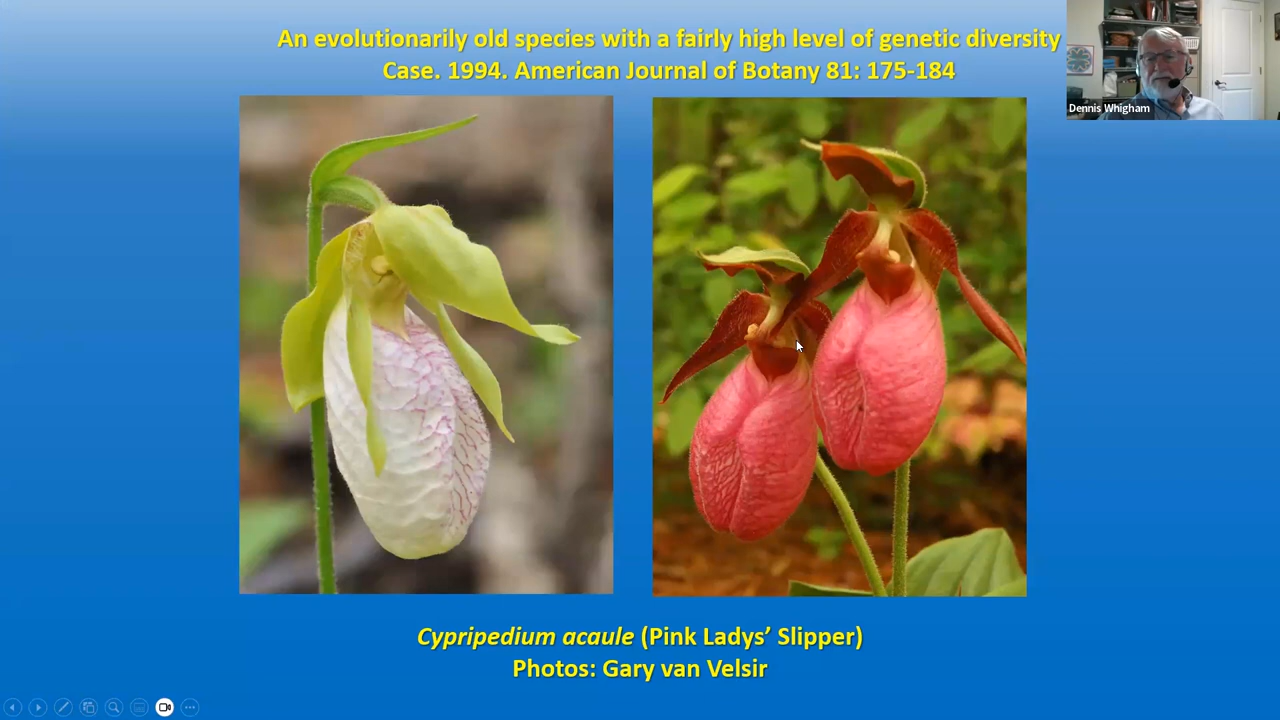 An evolutionarily old species with a fairly high level of genetic diversity
Case. 1994. American Journal of Botany 81: 175-184
Dennis Whigham
Cypripedium acaule (Pink Ladys’ Slipper)
Photos: Gary van Velsir